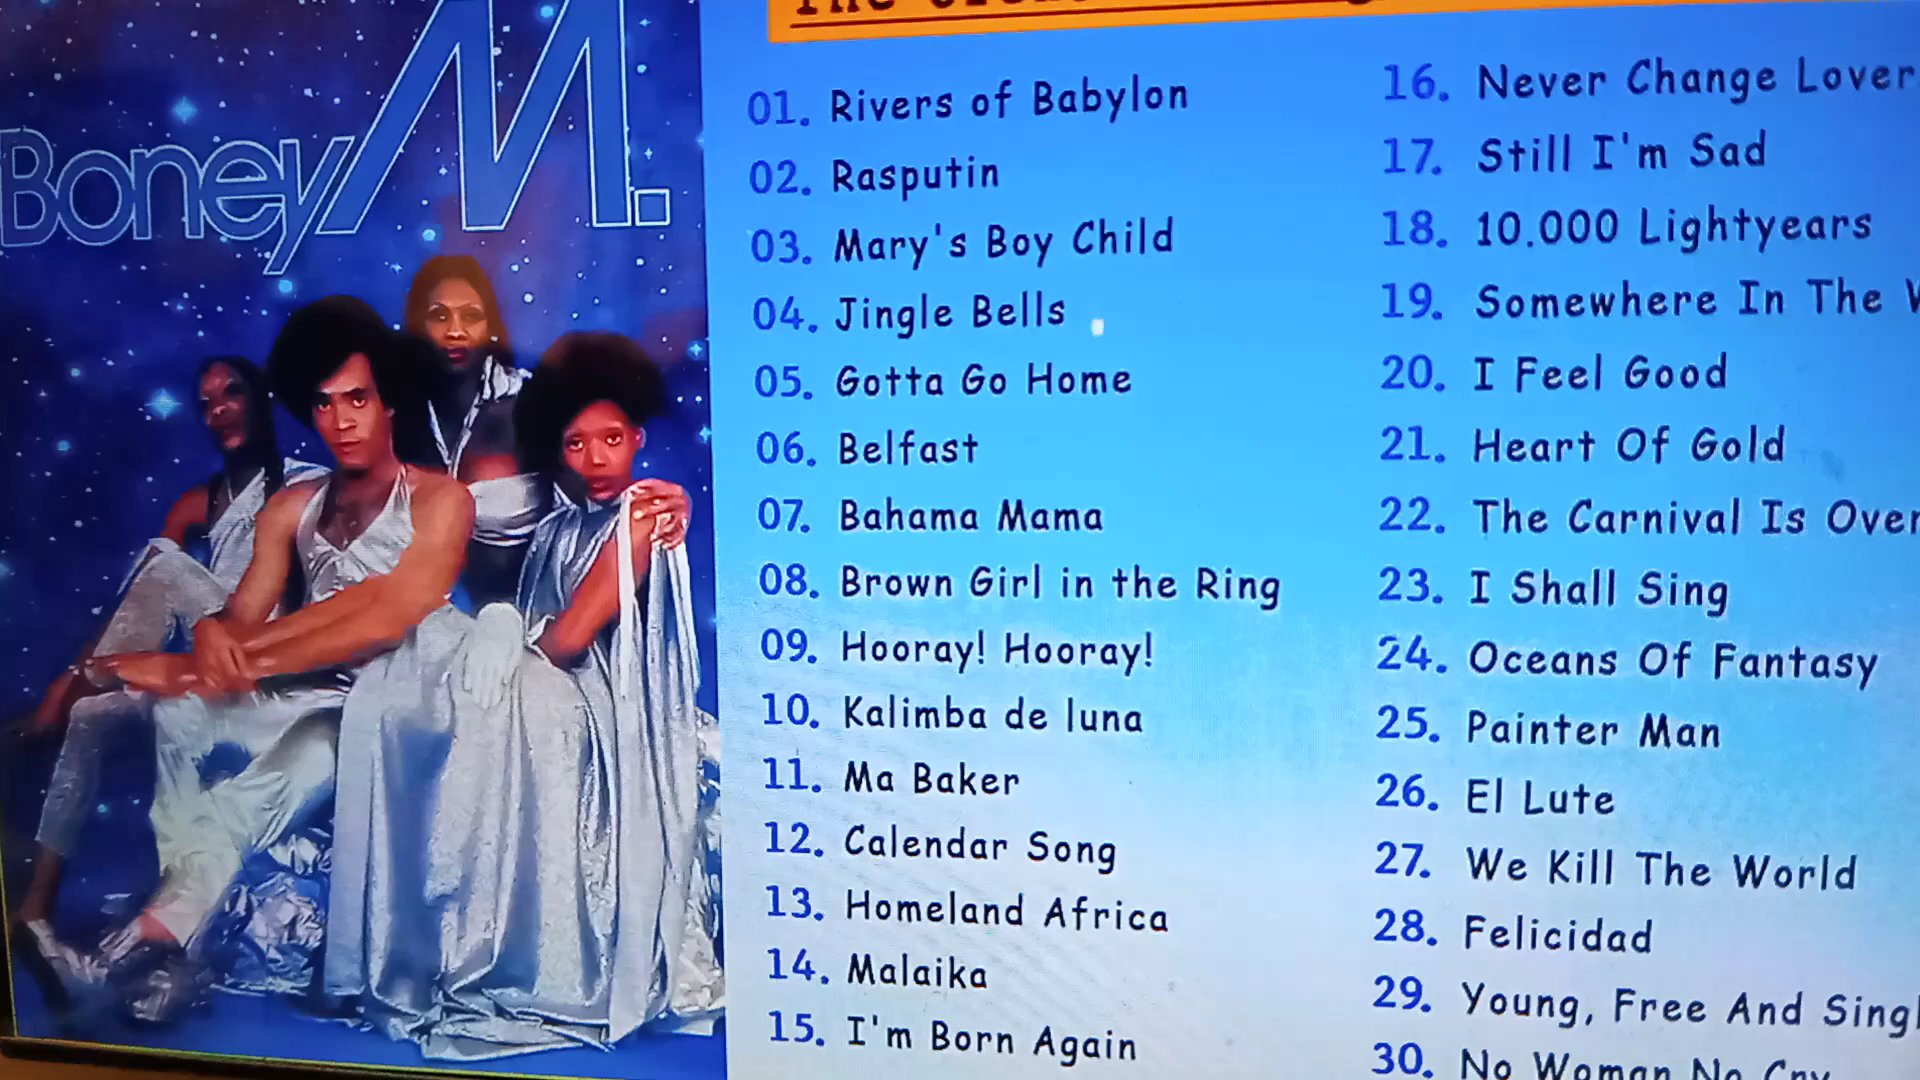 Boney M.
01. Rivers of Babylon
02. Rasputin
03. Mary's Boy Child
04. Jingle Bells
05. Gotta Go Home
06. Belfast
07. Bahama Mama
08. Brown Girl in the Ring
09. Hooray! Hooray!
10. Kalimba de luna
11. Ma Baker
12. Calendar Song
13. Homeland Africa
14. Malaika
15. I'm Born Again
16. Never Change Lover
17. Still I'm Sad
18. 10.000 Lightyears
19. Somewhere In The
20. I Feel Good
21. Heart Of Gold
22. The Carnival Is Over
23. I Shall Sing
24. Oceans Of Fantasy
25. Painter Man
26. El Lute
27. We Kill The World
28. Felicidad
29. Young, Free And
30. No Woman No Cry